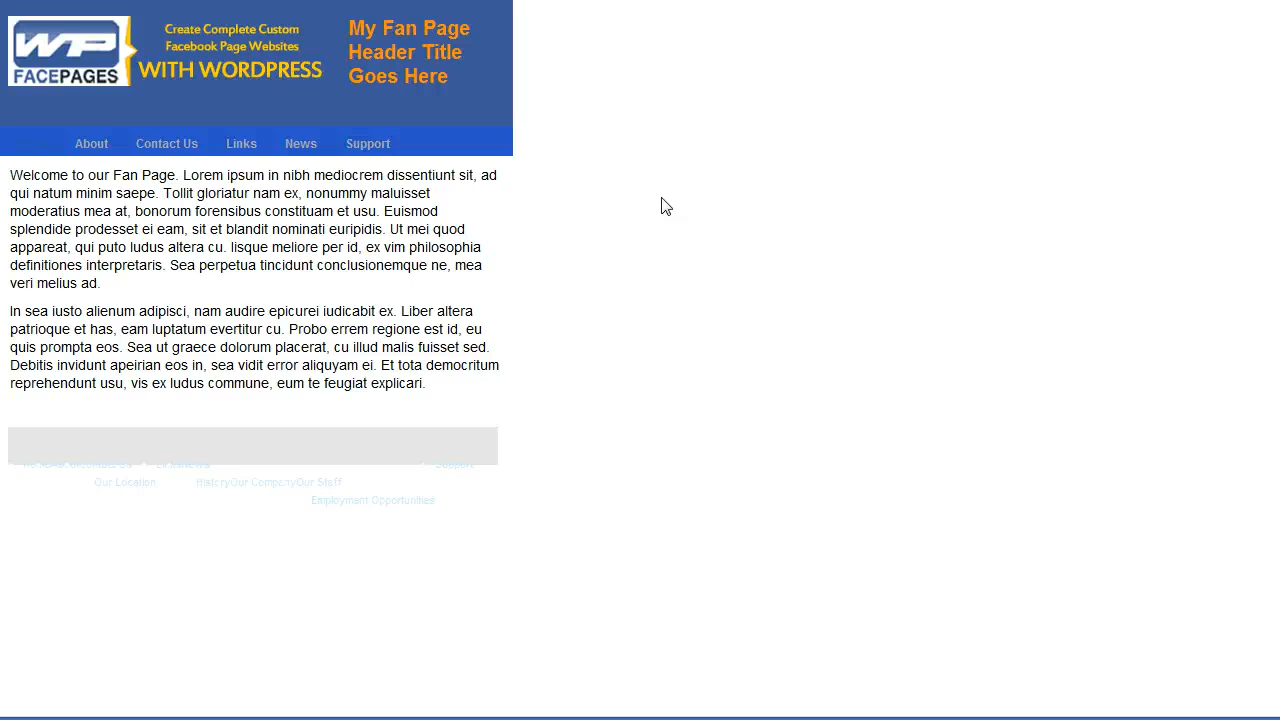 WP
FACEPAGES
Create Complete Custom
Facebook Page Websites
WITH WORDPRESS
My Fan Page
Header Title
Goes Here
About Contact Us Links News Support
Welcome to our Fan Page. Lorem ipsum in nibh mediocrem dissentiunt sit, ad
qui natum minim saepe. Tollit gloriatur nam ex, nonummy maluisset
moderatius mea at, bonorum forensibus constituam et usu. Euismod
splendide prodesset ei eam, sit et blandit nominati euripidis. Ut mei quod
appareat, qui puto ludus altera cu. Iisque meliore per id, ex vim philosophia
definitiones interpretaris. Sea perpetua tincidunt conclusionemque ne, mea
veri melius ad.
In sea iusto alienum adipisci, nam audire epicurei iudicabit ex. Liber altera
patrioque et has, eam luptatum evertitur cu. Probo errem regione est id, eu
quis prompta eos. Sea ut graece dolorum placerat, cu illud malis fuisset sed.
Debitis invidunt apeirian eos in, sea vidit error aliquyam ei. Et tota democritum
reprehendunt usu, vis ex ludus commune, eum te feugiat explicari.
Support
Our Location HistoryOur CompanyOur Staff
Employment Opportunities